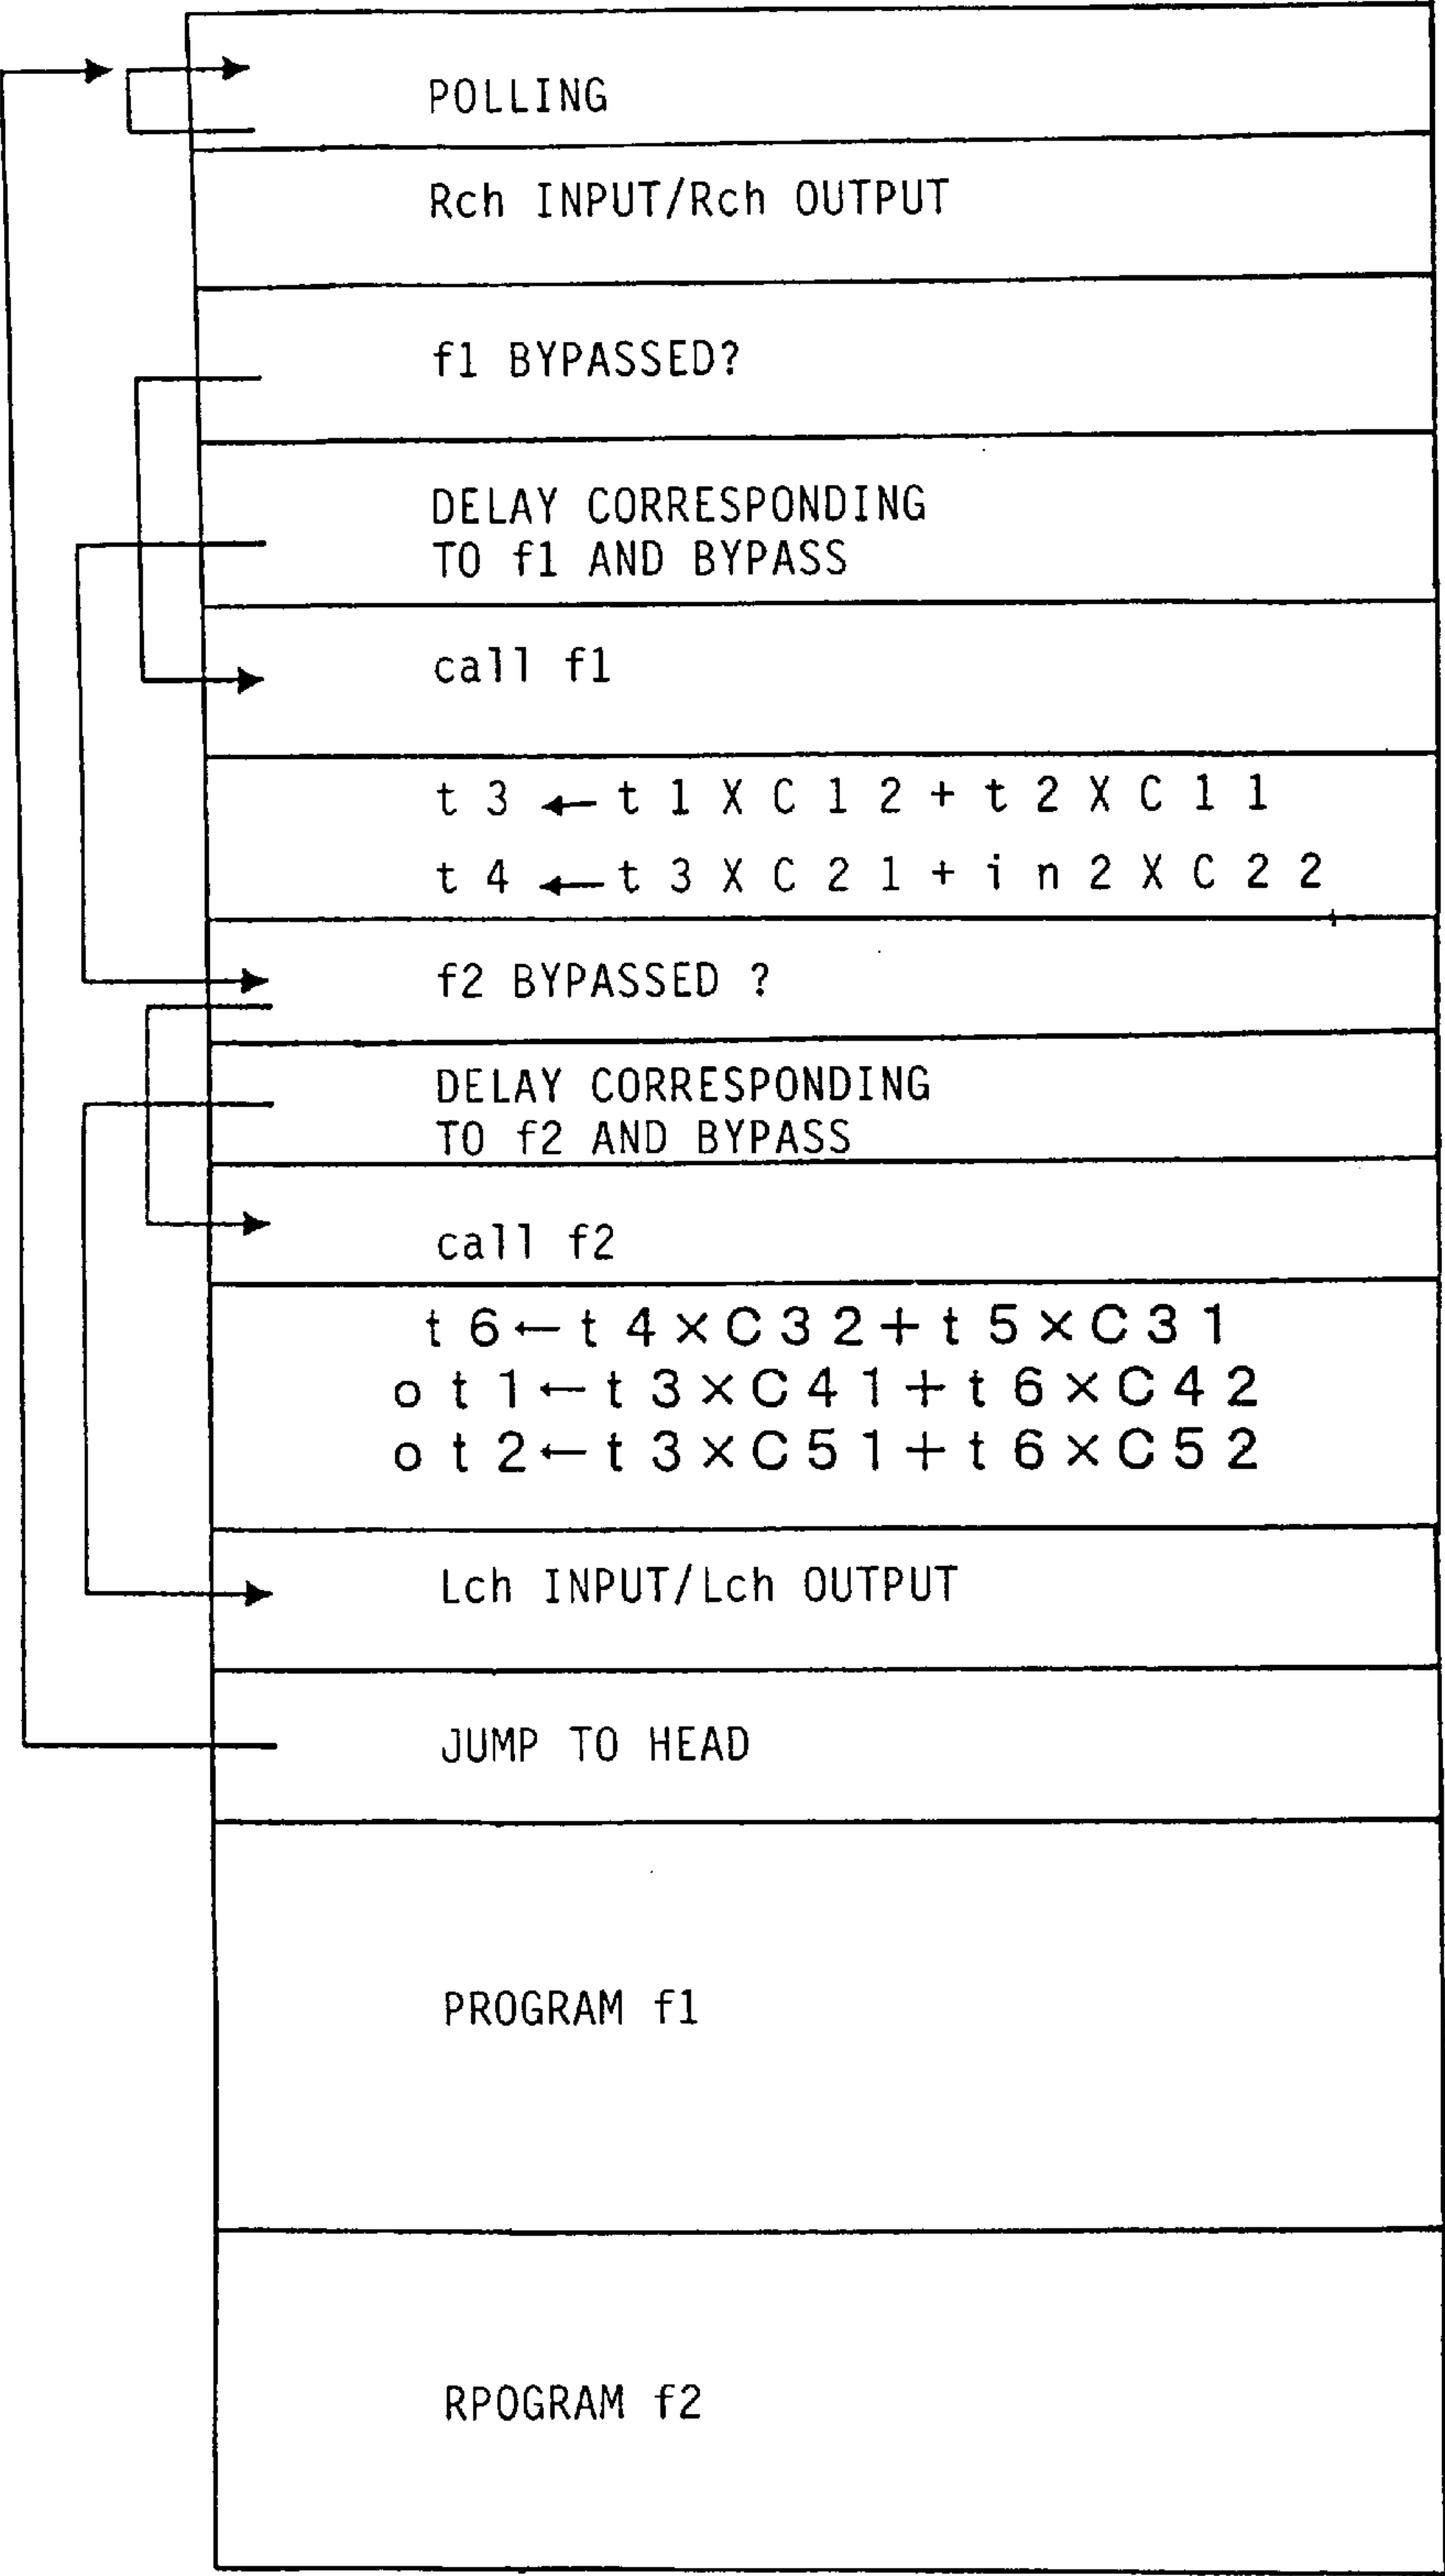 POLLING
Rch INPUT/Rch OUTPUT
f1 BYPASSED?
DELAY CORRESPONDING
TO f1 AND BYPASS
call f1
t 3 ← t 1 X C 1 2 + t 2 X C 1 1
t 4 ← t 3 X C 2 1 + i n 2 X C 2 2
f2 BYPASSED ?
DELAY CORRESPONDING
TO f2 AND BYPASS
call f2
t 6 ← t 4 × C 3 2 + t 5 × C 3 1
o t 1 ← t 3 × C 4 1 + t 6 × C 4 2
o t 2 ← t 3 × C 5 1 + t 6 × C 5 2
Lch INPUT/Lch OUTPUT
JUMP TO HEAD
PROGRAM f1
RPOGRAM f2